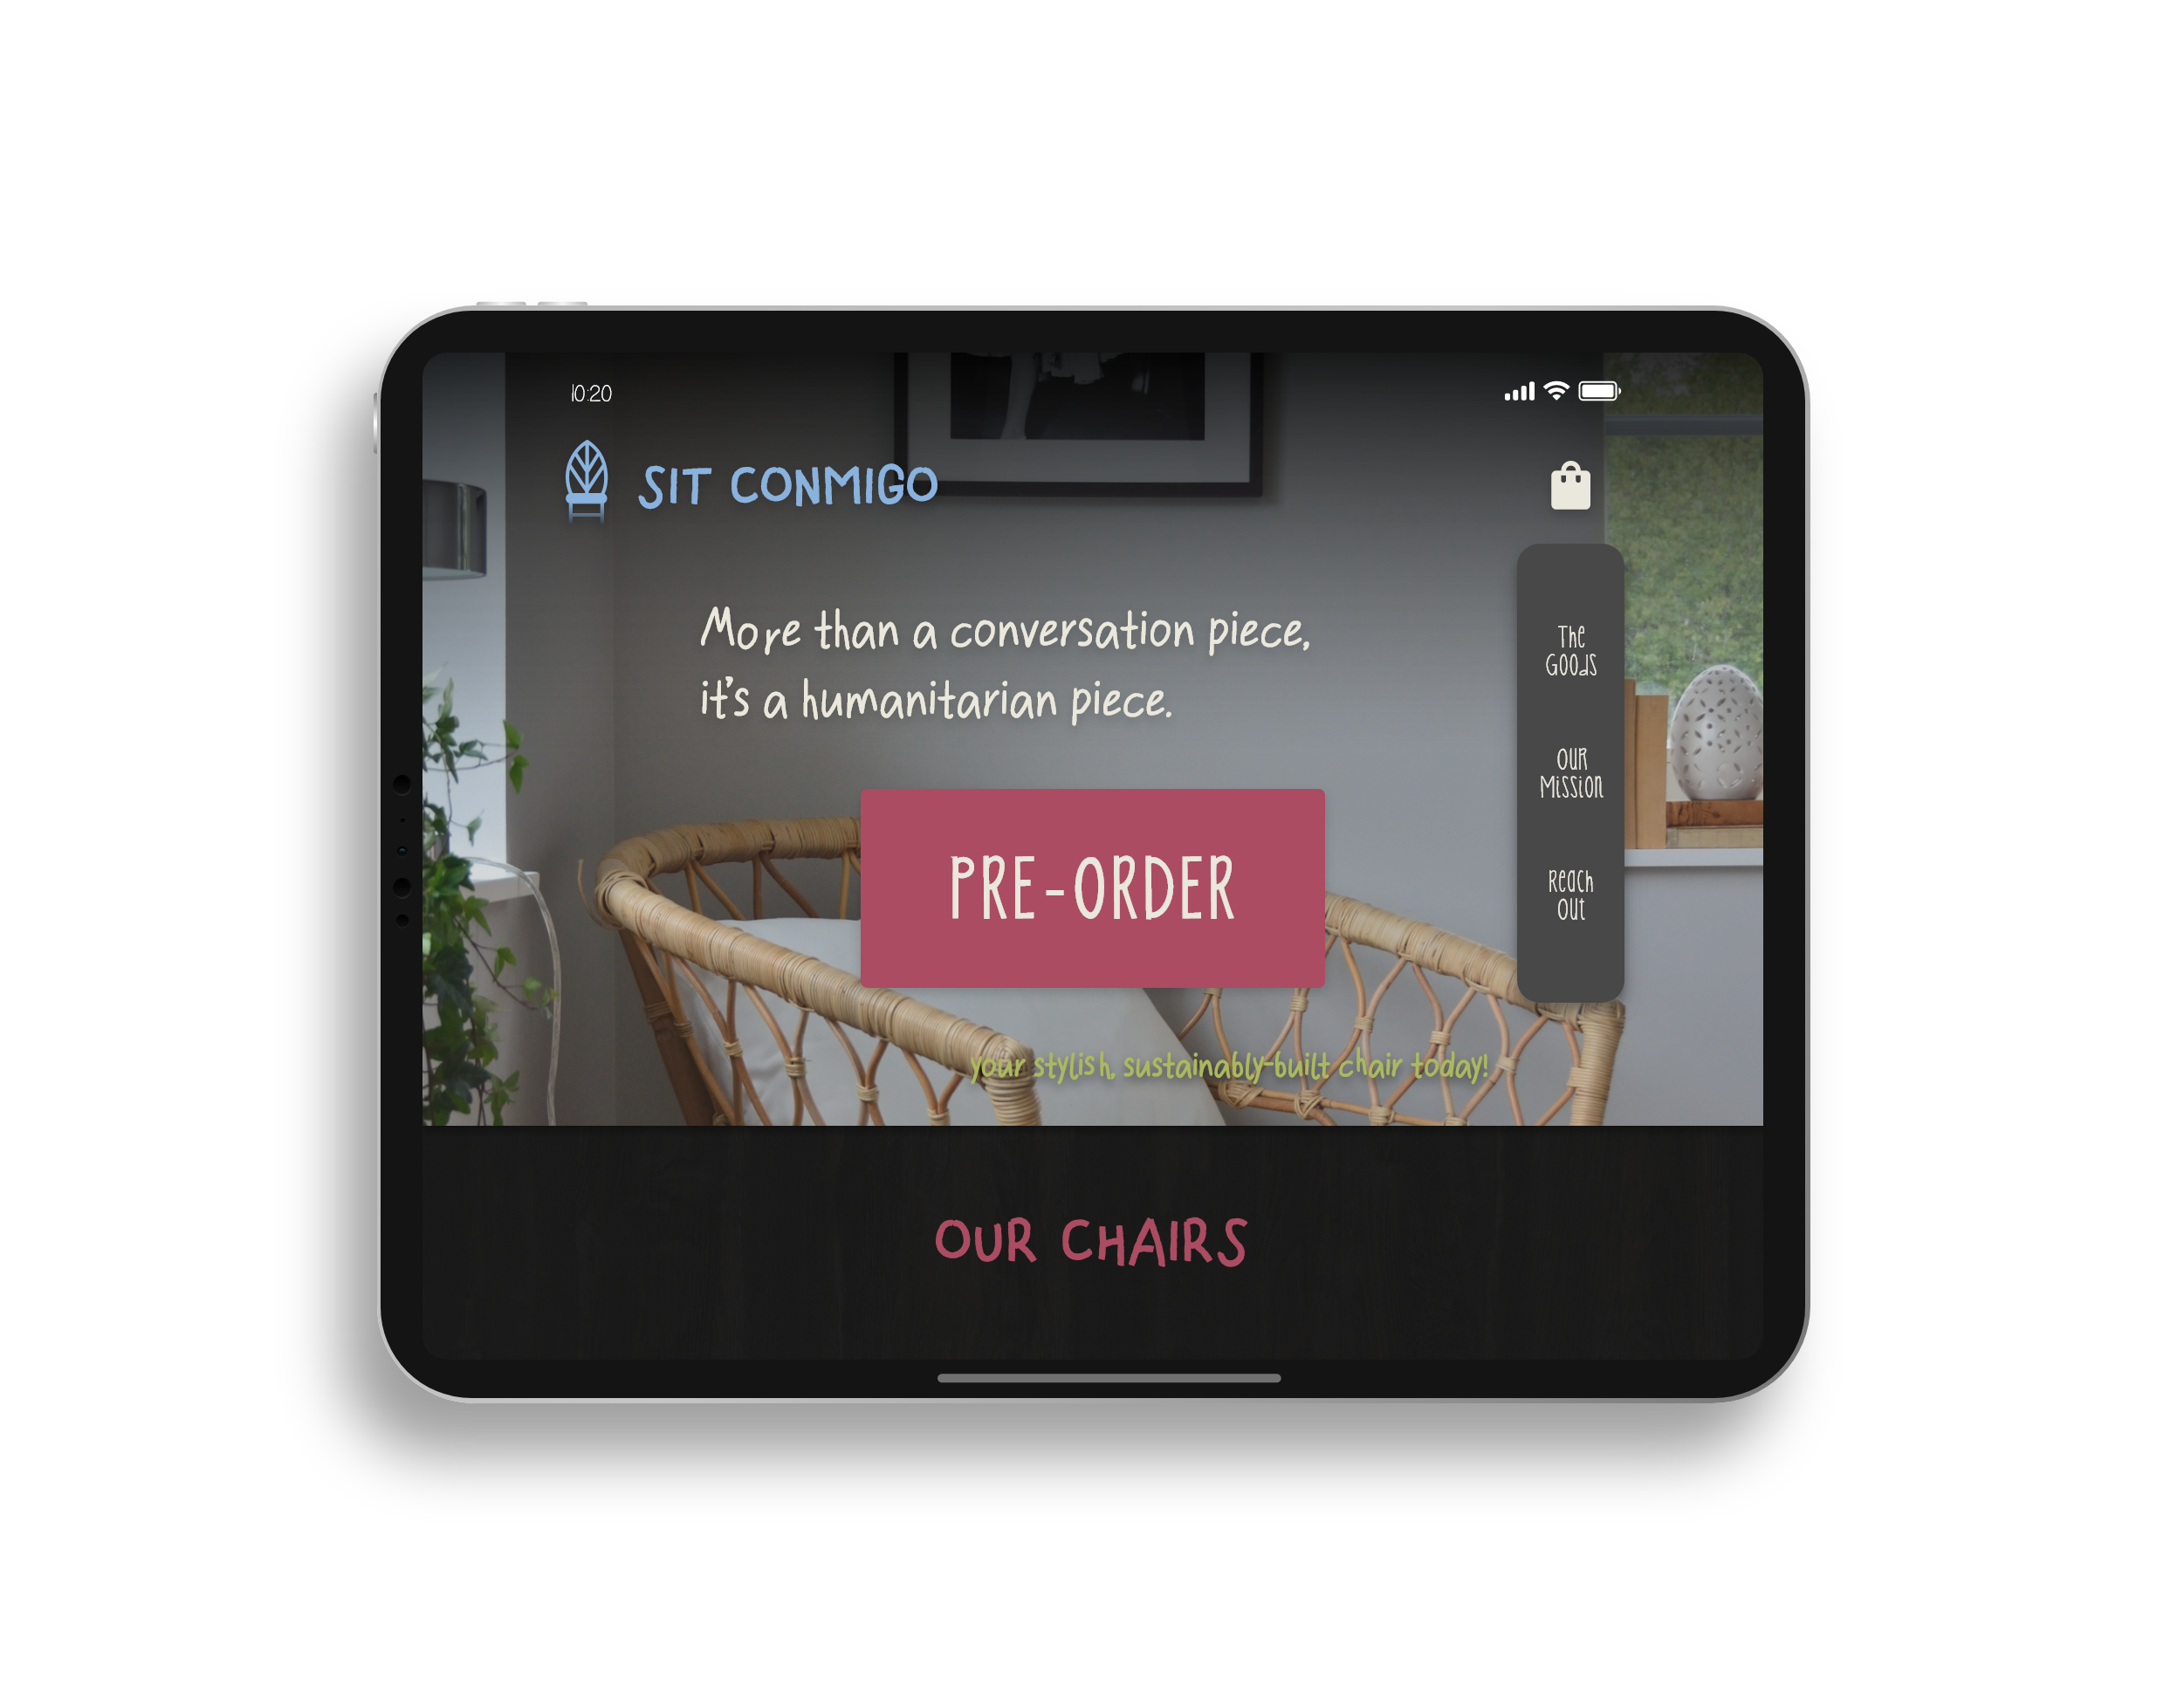 10:20
SIT CONMIGO
More than a conversation piece,
it's a humanitarian piece.
The
Goods
Our
Mission
Reach
out
PRE-ORDER
your stylish, sustainably-built chair today!
OUR CHAIRS